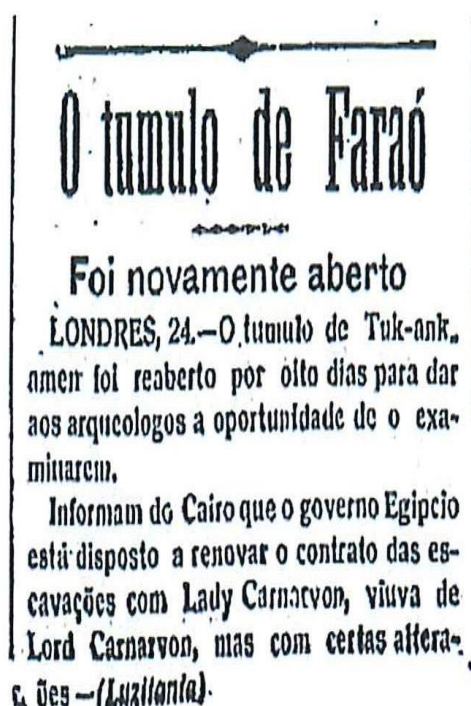 O tumulo de Faraó
Foi novamente aberto
LONDRES, 24.—O tumulo de Tuk-ank-
amen foi reaberto por oito dias para dar
aos arqueologos a oportunidade de o exa-
minarem.
Informam do Cairo que o governo Egipcio
está disposto a renovar o contrato das es-
cavações com Lady Carnarvon, viuva de
Lord Carnarvon, mas com certas altera-
ções —(Luzitania).